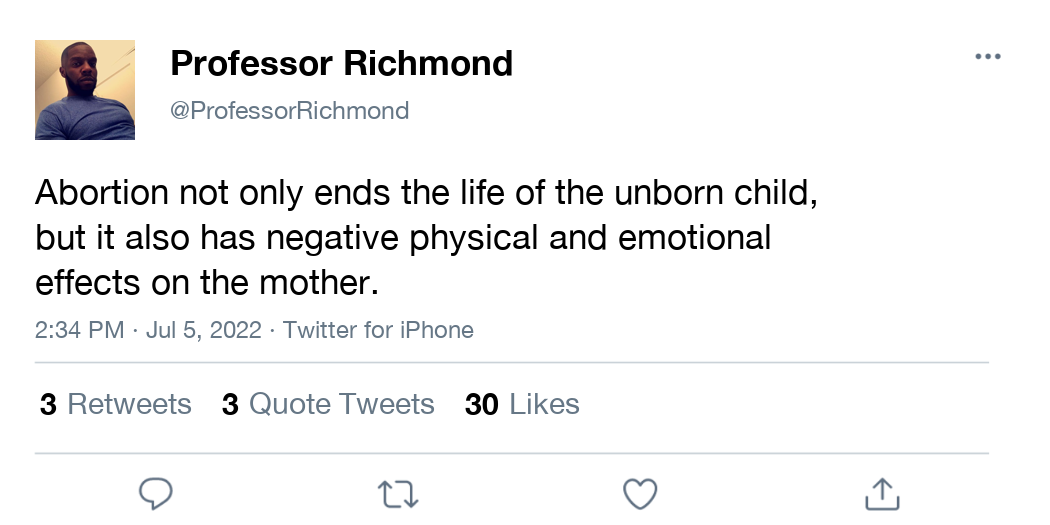 Professor Richmond
@ProfessorRichmond
Abortion not only ends the life of the unborn child,
but it also has negative physical and emotional
effects on the mother.
2:34 PM · Jul 5, 2022 · Twitter for iPhone
3 Retweets 3 Quote Tweets 30 Likes